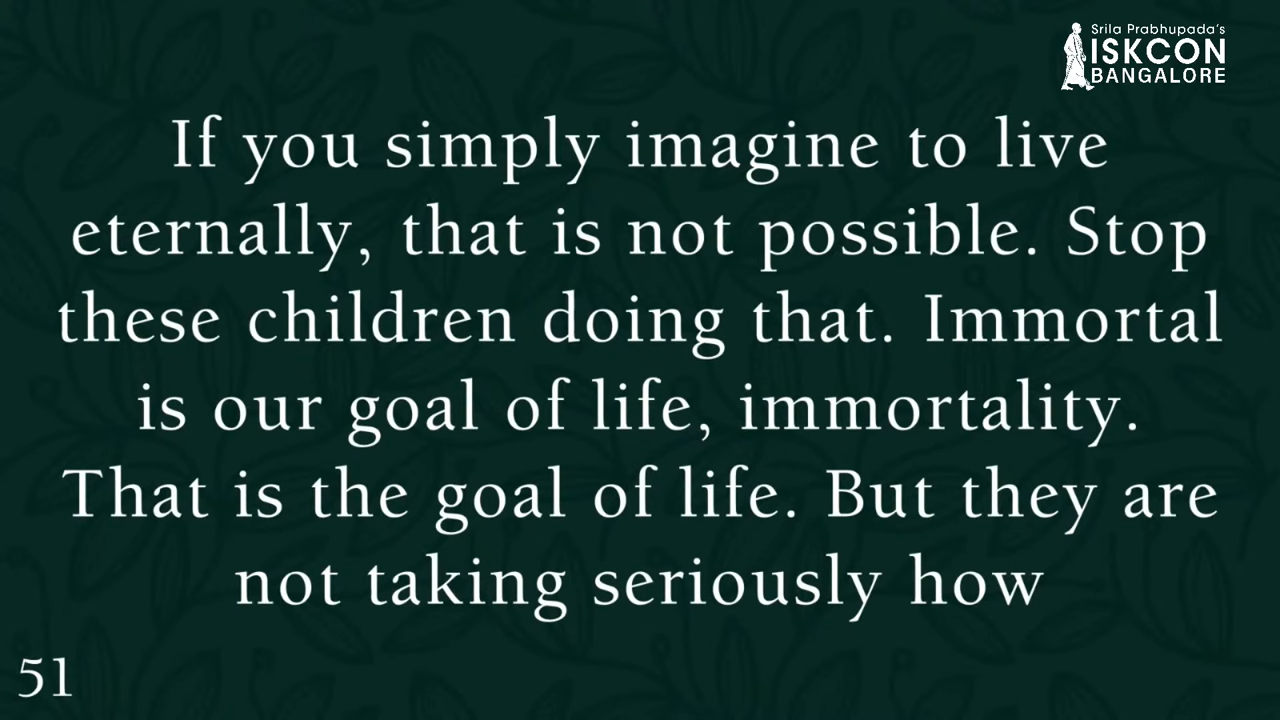 Srila Prabhupada's
ISKCON
BANGALORE
If you simply imagine to live
eternally, that is not possible. Stop
these children doing that. Immortal
is our goal of life, immortality.
That is the goal of life. But they are
not taking seriously how
51